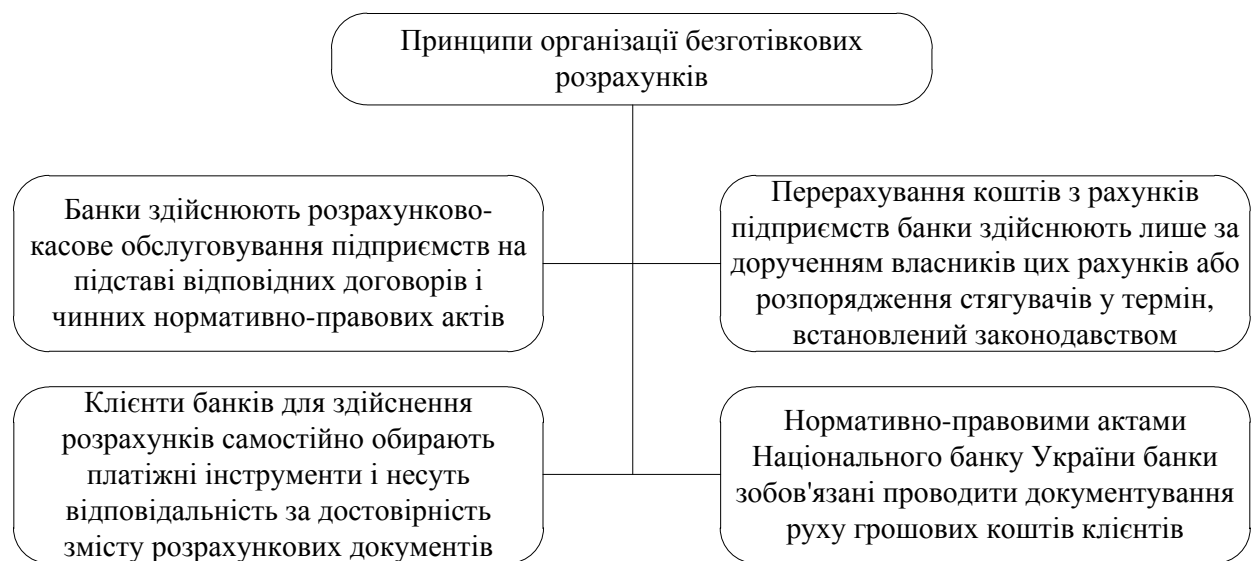 Принципи організації безготівкових
розрахунків
Банки здійснюють розрахунково-
касове обслуговування підприємств на
підставі відповідних договорів і
чинних нормативно-правових актів
Перерахування коштів з рахунків
підприємств банки здійснюють лише за
дорученням власників цих рахунків або
розпорядження стягувачів у термін,
встановлений законодавством
Клієнти банків для здійснення
розрахунків самостійно обирають
платіжні інструменти і несуть
відповідальність за достовірність
змісту розрахункових документів
Нормативно-правовими актами
Національного банку України банки
зобов'язані проводити документування
руху грошових коштів клієнтів